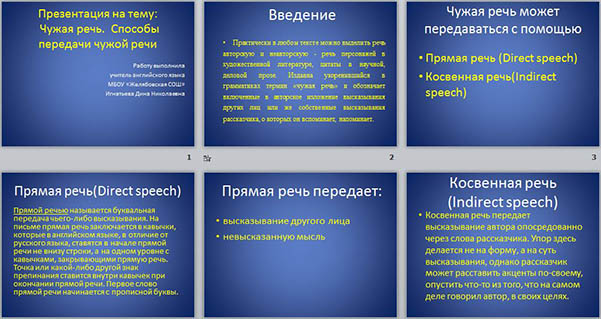 Презентация на тему:
Чужая речь. Способы
передачи чужой речи
Работу выполнила
учитель английского языка
МБОУ «Желябовская СОШ»
Игнатьева Дина Николаевна
1
Введение
• Практически в любом тексте можно выделить речь
авторскую и неавторскую - речь персонажей в
художественной литературе, цитаты в научной,
деловой прозе. Издавна укоренившийся в
грамматиках термин «чужая речь» и обозначает
включенные в авторское изложение высказывания
других лиц или же собственные высказывания
рассказчика, о которых он вспоминает, напоминает.
2
Чужая речь может
передаваться с помощью
• Прямая речь (Direct speech)
• Косвенная речь(Indirect
speech)
3
Прямая речь(Direct speech)
Прямой речью называется буквальная
передача чьего-либо высказывания. На
письме прямая речь заключается в кавычки,
которые в английском языке, в отличие от
русского языка, ставятся в начале прямой
речи не внизу строки, а на одном уровне с
кавычками, закрывающими прямую речь.
Точка или какой-либо другой знак
препинания ставится внутри кавычек при
окончании прямой речи. Первое слово
прямой речи начинается с прописной буквы.
Прямая речь передает:
• высказывание другого лица
• невысказанную мысль
Косвенная речь
(Indirect speech)
• Косвенная речь передает
высказывание автора опосредованно
через слова рассказчика. Упор здесь
делается не на форму, а на суть
высказывания, однако рассказчик
может расставить акценты по-своему,
опустить что-то из того, что на самом
деле говорил автор, в своих целях.